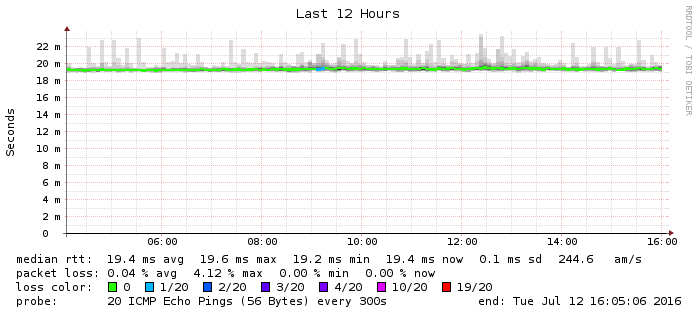 Last 12 Hours
RRDTOOL / TOBI OETIKER
Seconds
22 m
20 m
18 m
16 m
14 m
12 m
10 m
8 m
6 m
4 m
2 m
0
06:00 08:00 10:00 12:00 14:00 16:00
median rtt: 19.4 ms avg 19.6 ms max 19.2 ms min 19.4 ms now 0.1 ms sd 244.6 am/s
packet loss: 0.04 % avg 4.12 % max 0.00 % min 0.00 % now
loss color: 0 1/20 2/20 3/20 4/20 10/20 19/20
probe: 20 ICMP Echo Pings (56 Bytes) every 300s end: Tue Jul 12 16:05:06 2016